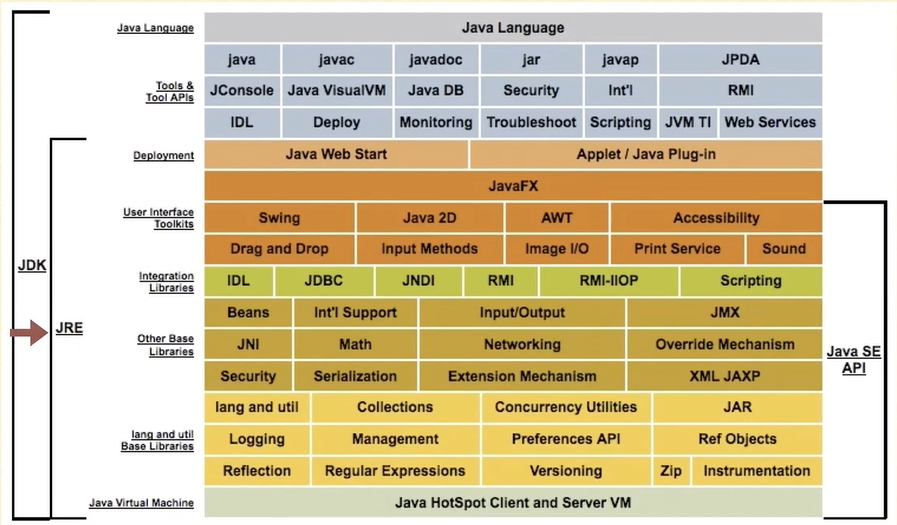 Java Language
Java Language
java javac javadoc jar javap JPDA
Tools &
Tool APIs
JConsole Java VisualVM Java DB Security Int'l RMI
IDL Deploy Monitoring Troubleshoot Scripting JVM TI Web Services
Deployment
Java Web Start Applet / Java Plug-in
JavaFX
User Interface
Toolkits
Swing Java 2D AWT Accessibility
Drag and Drop Input Methods Image I/O Print Service Sound
JDK
Integration
Libraries
IDL JDBC JNDI RMI RMI-IIOP Scripting
Beans Int'l Support Input/Output JMX
JRE
Other Base
Libraries
JNI Math Networking Override Mechanism
Java SE
API
Security Serialization Extension Mechanism XML JAXP
lang and util Collections Concurrency Utilities JAR
lang and util
Base Libraries
Logging Management Preferences API Ref Objects
Reflection Regular Expressions Versioning Zip Instrumentation
Java Virtual Machine
Java HotSpot Client and Server VM